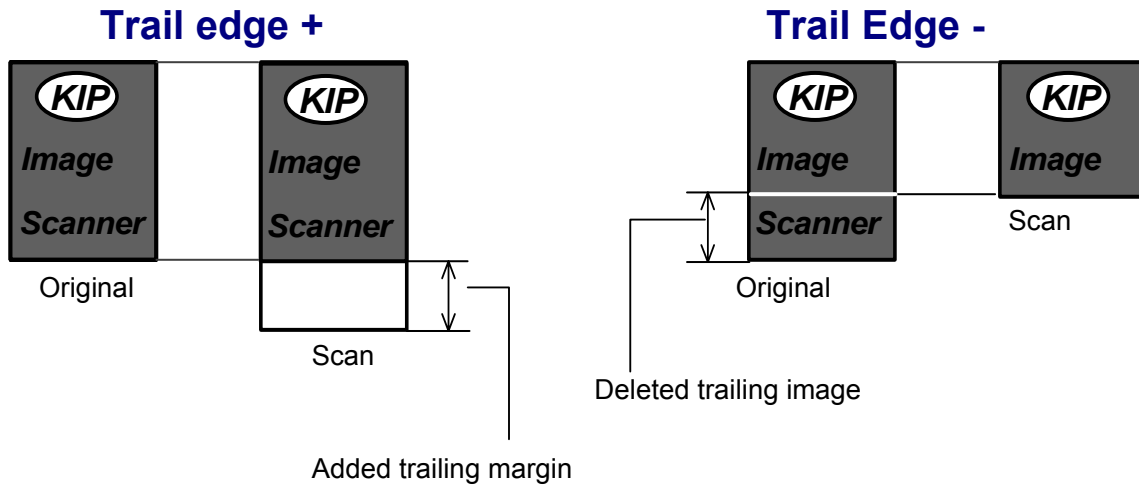 Trail edge +
KIP
Image
Scanner
Original
KIP
Image
Scanner
Scan
Added trailing margin
Trail Edge -
KIP
Image
Scanner
Original
KIP
Image
Scan
Deleted trailing image